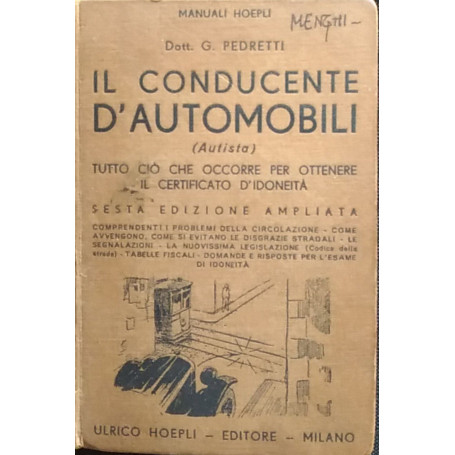 MANUALI HOEPLI
MENGHI -
Dott. G. PEDRETTI
IL CONDUCENTE
D'AUTOMOBILI
(Autista)
TUTTO CIÒ CHE OCCORRE PER OTTENERE
IL CERTIFICATO D'IDONEITÀ
SESTA EDIZIONE AMPLIATA
COMPRENDENTI I PROBLEMI DELLA CIRCOLAZIONE - COME
AVVENGONO, COME SI EVITANO LE DISGRAZIE STRADALI - LE
SEGNALAZIONI - LA NUOVISSIMA LEGISLAZIONE (Codice della
strada) - TABELLE FISCALI - DOMANDE E RISPOSTE PER L'ESAME
DI IDONEITÀ
ULRICO HOEPLI - EDITORE - MILANO